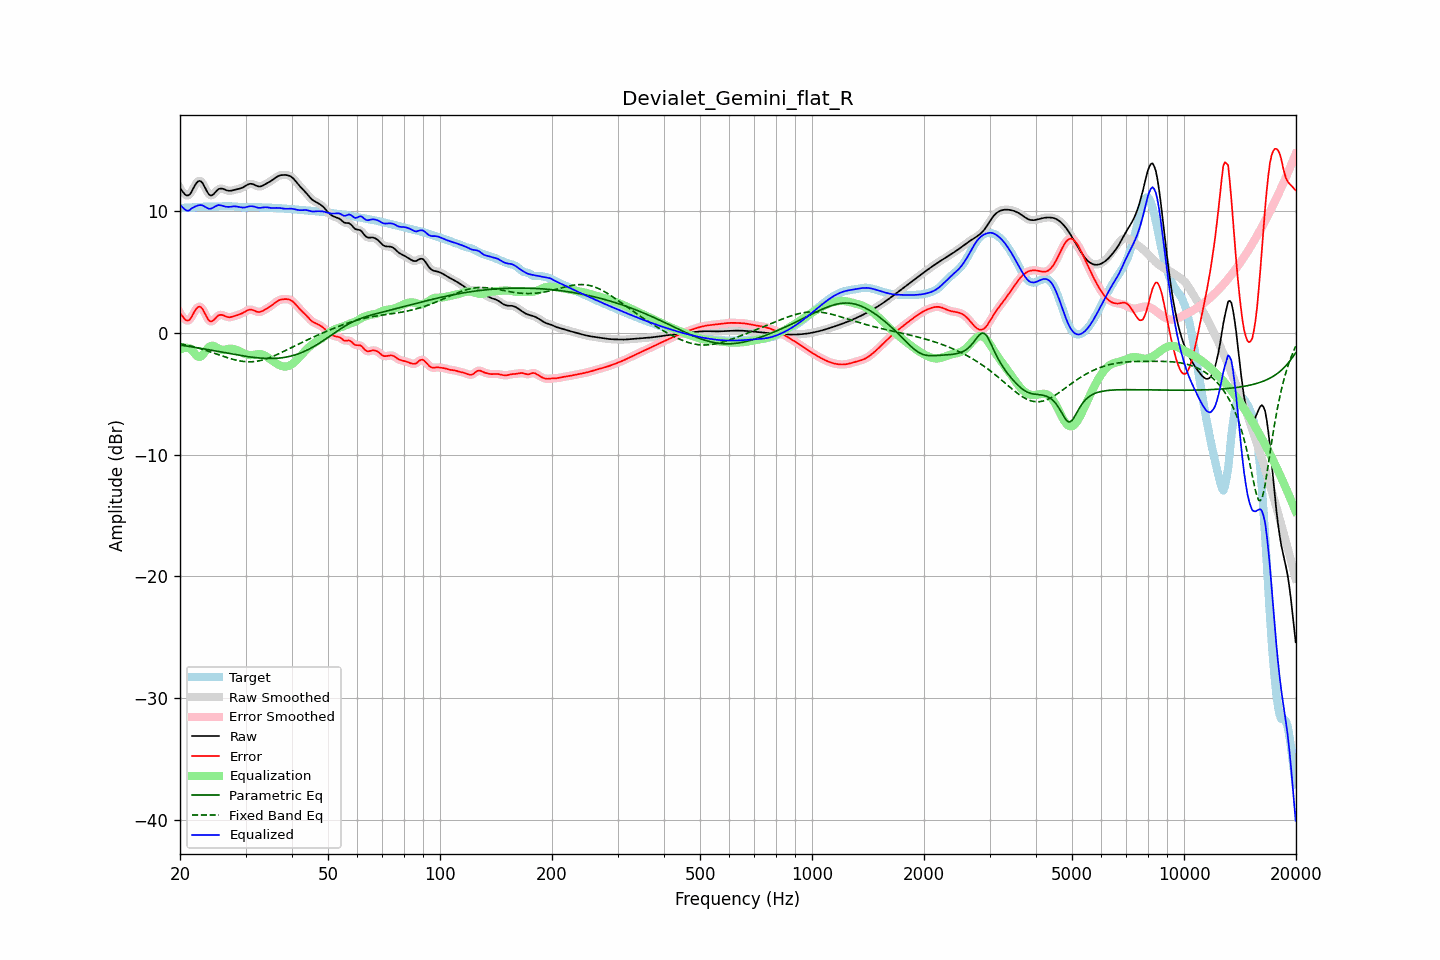 Devialet_Gemini_flat_R
Amplitude (dBr)
10
0
−10
−20
−30
−40
Target
Raw Smoothed
Error Smoothed
Raw
Error
Equalization
Parametric Eq
Fixed Band Eq
Equalized
20 50 100 200 500 1000 2000 5000 10000 20000
Frequency (Hz)